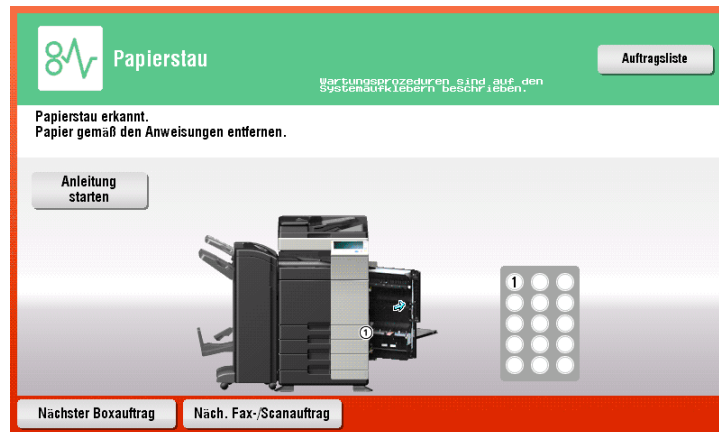 Papierstau
Auftragsliste
Wartungsprozeduren sind auf den
Systemaufklebern beschrieben.
Papierstau erkannt.
Papier gemäß den Anweisungen entfernen.
Anleitung
starten
1
1
Nächster Boxauftrag
Näch. Fax-/Scanauftrag